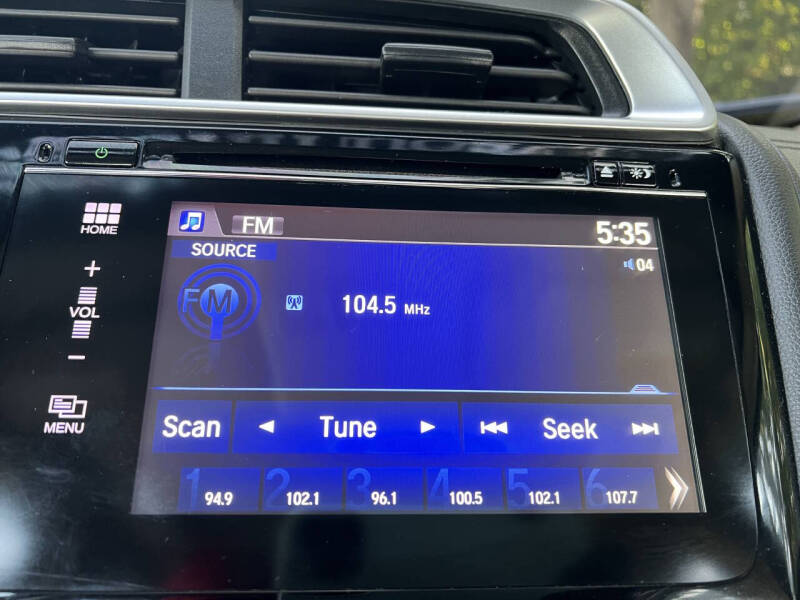 HOME
FM
5:35
SOURCE
04
+
VOL
−
FM
104.5 MHz
MENU
Scan
Tune
Seek
1 94.9
2 102.1
3 96.1
4 100.5
5 102.1
6 107.7